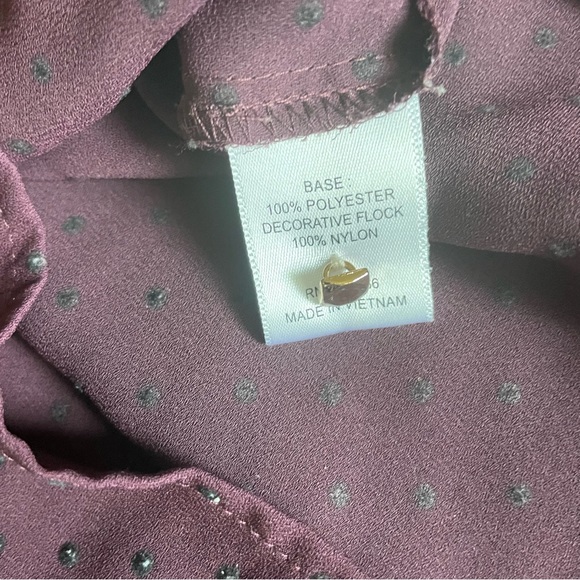 BASE :
100% POLYESTER
DECORATIVE FLOCK
100% NYLON
MADE IN VIETNAM